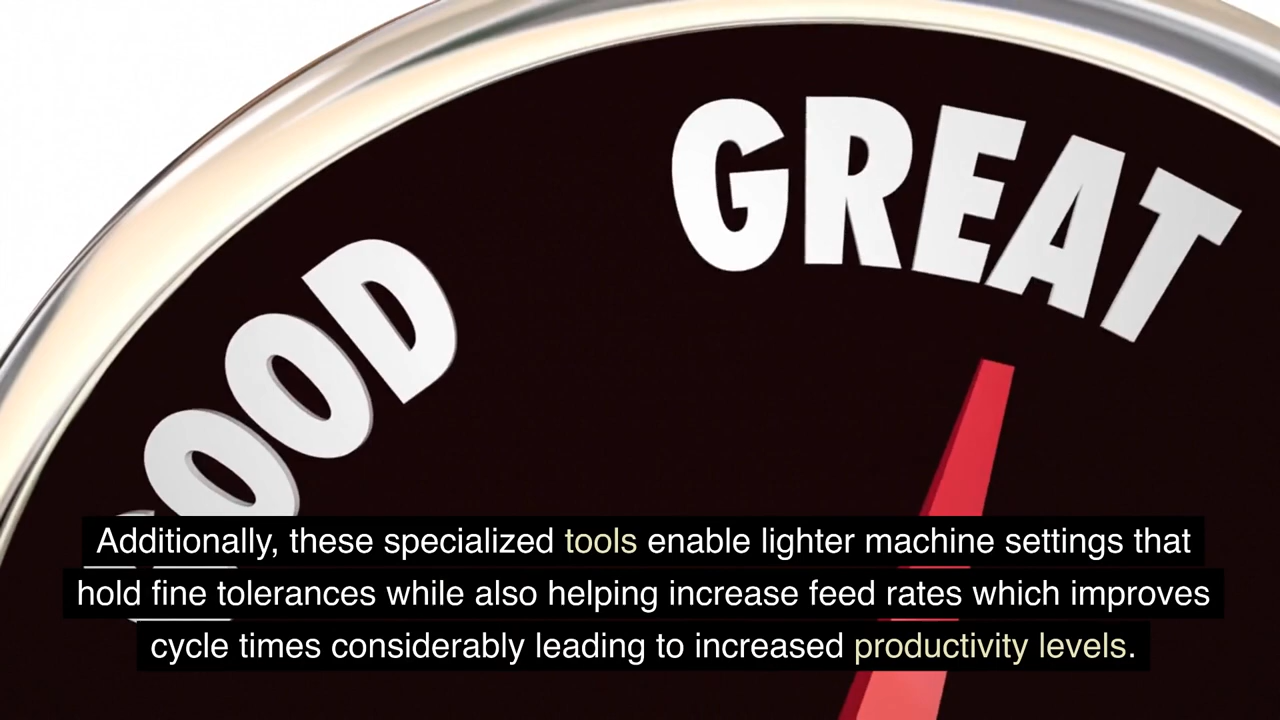 GREAT
GOOD
Additionally, these specialized tools enable lighter machine settings that
hold fine tolerances while also helping increase feed rates which improves
cycle times considerably leading to increased productivity levels.